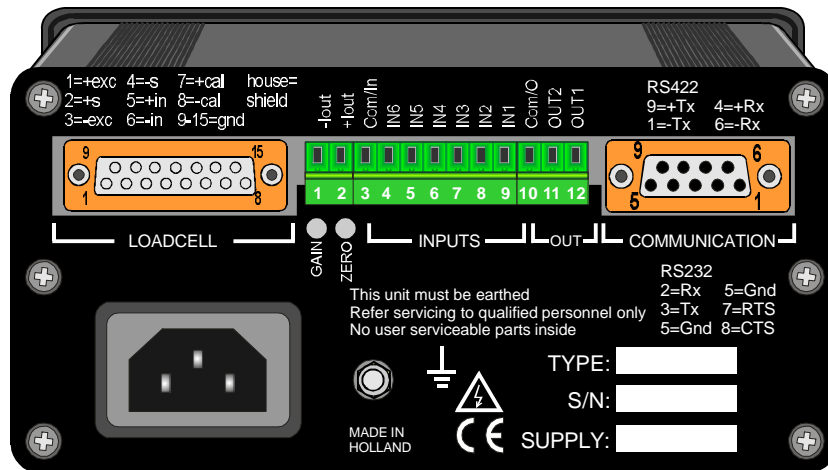 1=+exc 4=-s 7=+cal house=
2=+s 5=+in 8=-cal shield
3=-exc 6=-in 9-15=gnd
-Iout
+Iout
Com/In
IN6
IN5
IN4
IN3
IN2
IN1
Com/O
OUT2
OUT1
RS422
9=+Tx 4=+Rx
1=-Tx 6=-Rx
9 15
1 8
1 2 3 4 5 6 7 8 9 10 11 12
9 6
5 1
LOADCELL
GAIN
ZERO
INPUTS
OUT
COMMUNICATION
RS232
2=Rx 5=Gnd
3=Tx 7=RTS
5=Gnd 8=CTS
This unit must be earthed
Refer servicing to qualified personnel only
No user serviceable parts inside
TYPE:
S/N:
SUPPLY:
MADE IN
HOLLAND
CE